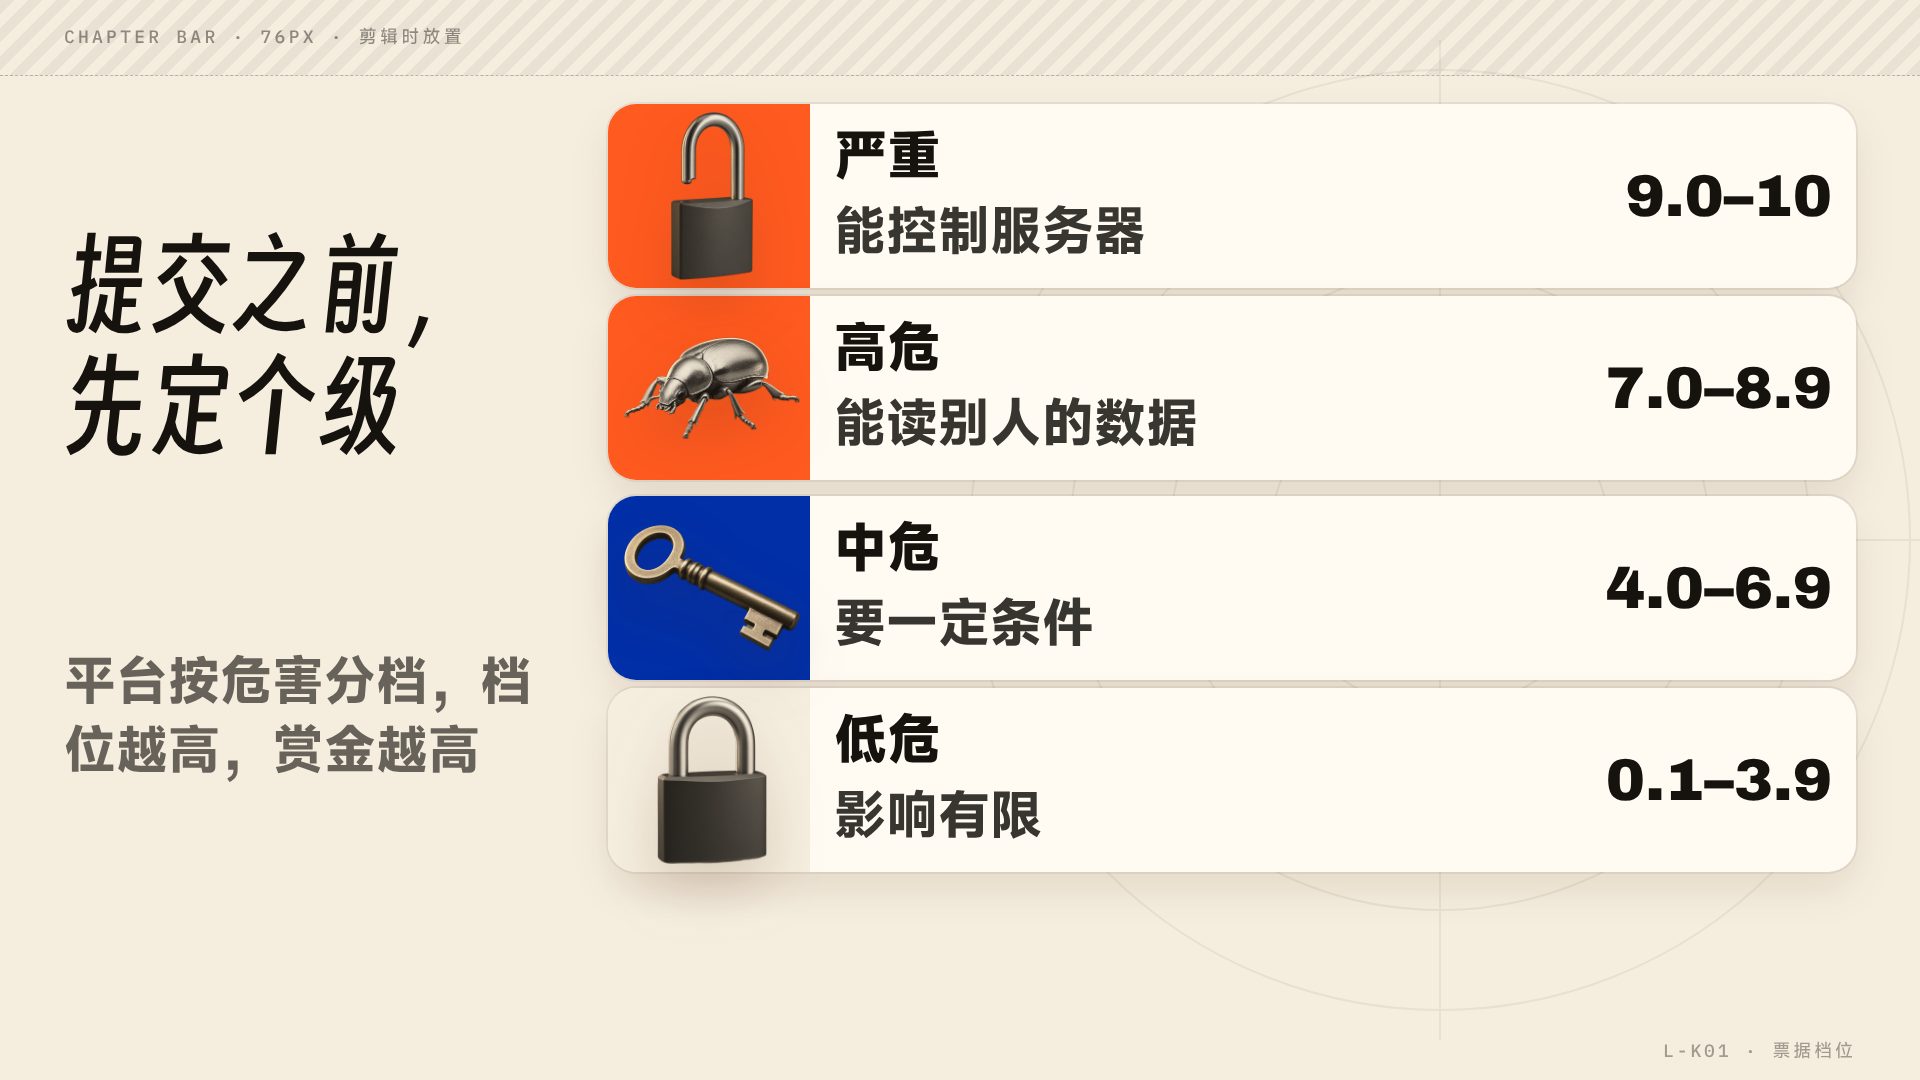 CHAPTER BAR · 76PX · 剪辑时放置
提交之前,
先定个级
平台按危害分档，档
位越高，赏金越高
严重
能控制服务器
9.0–10
高危
能读别人的数据
7.0–8.9
中危
要一定条件
4.0–6.9
低危
影响有限
0.1–3.9
L-K01 · 票据档位